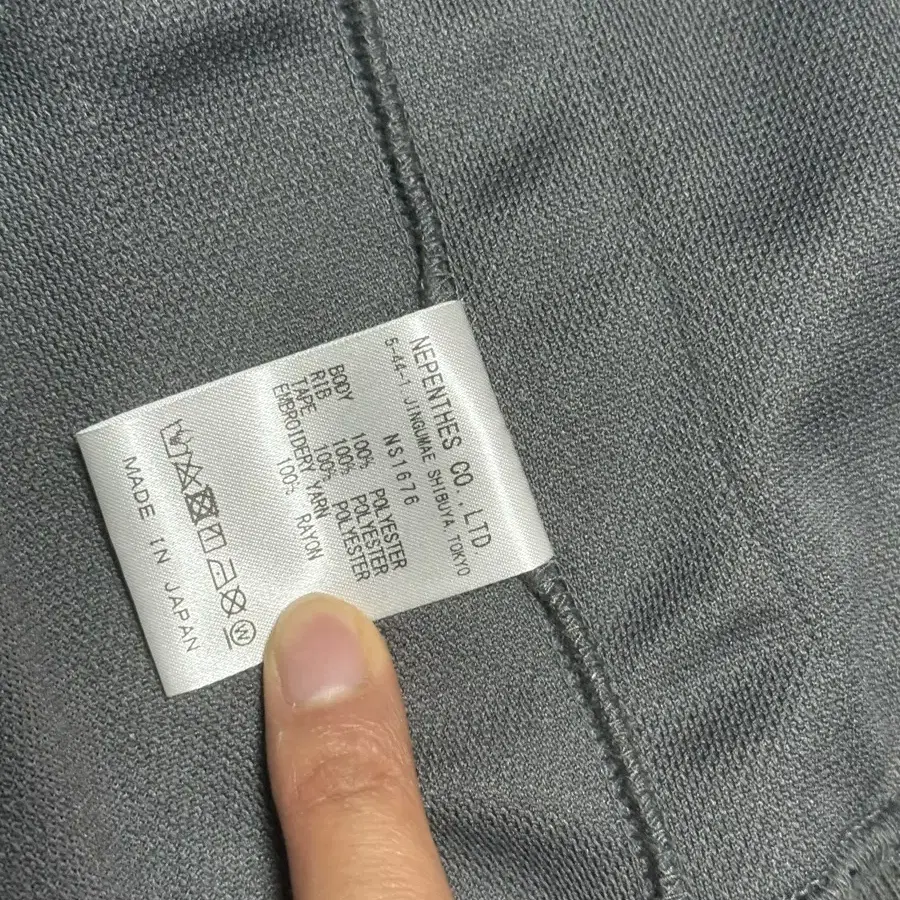 NEPENTHES CO.,LTD
5-44-1 JINGUMAE SHIBUYA.TOKYO
NS1676
BODY 100% POLYESTER
RIB 100% POLYESTER
TAPE 100% POLYESTER
EMBROIDERY YARN
100% RAYON
W
MADE IN JAPAN